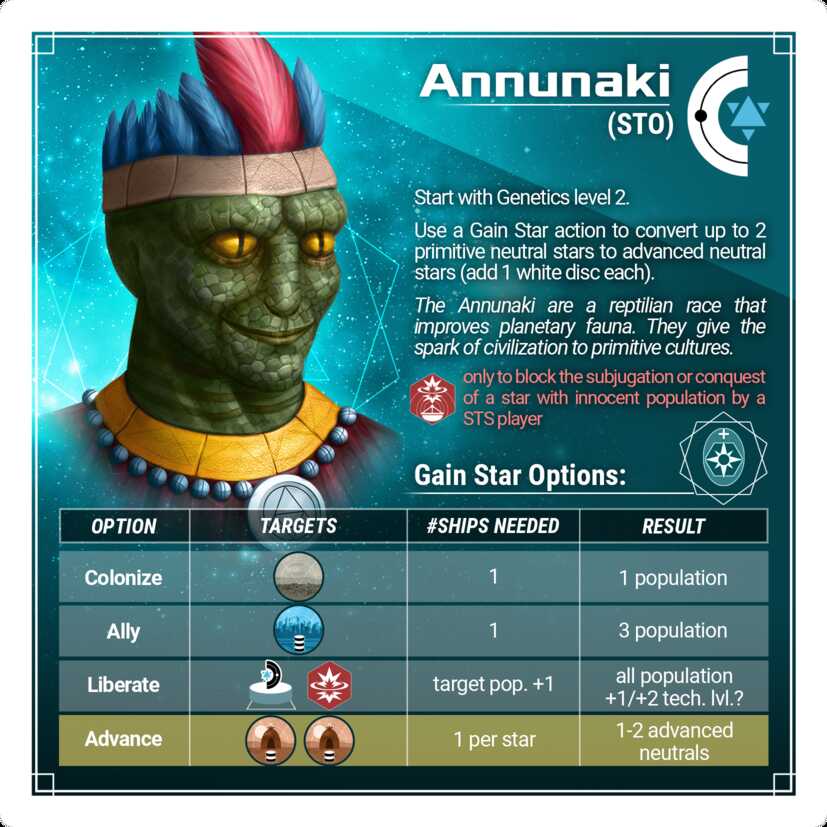 Annunaki
(STO)
Start with Genetics level 2.
Use a Gain Star action to convert up to 2
primitive neutral stars to advanced neutral
stars (add 1 white disc each).
The Annunaki are a reptilian race that
improves planetary fauna. They give the
spark of civilization to primitive cultures.
only to block the subjugation or conquest
of a star with innocent population by a
STS player
Gain Star Options:
+
OPTION TARGETS #SHIPS NEEDED RESULT
Colonize 1 1 population
Ally 1 3 population
Liberate target pop. +1 all population
+1/+2 tech. lvl.?
Advance 1 per star 1-2 advanced
neutrals